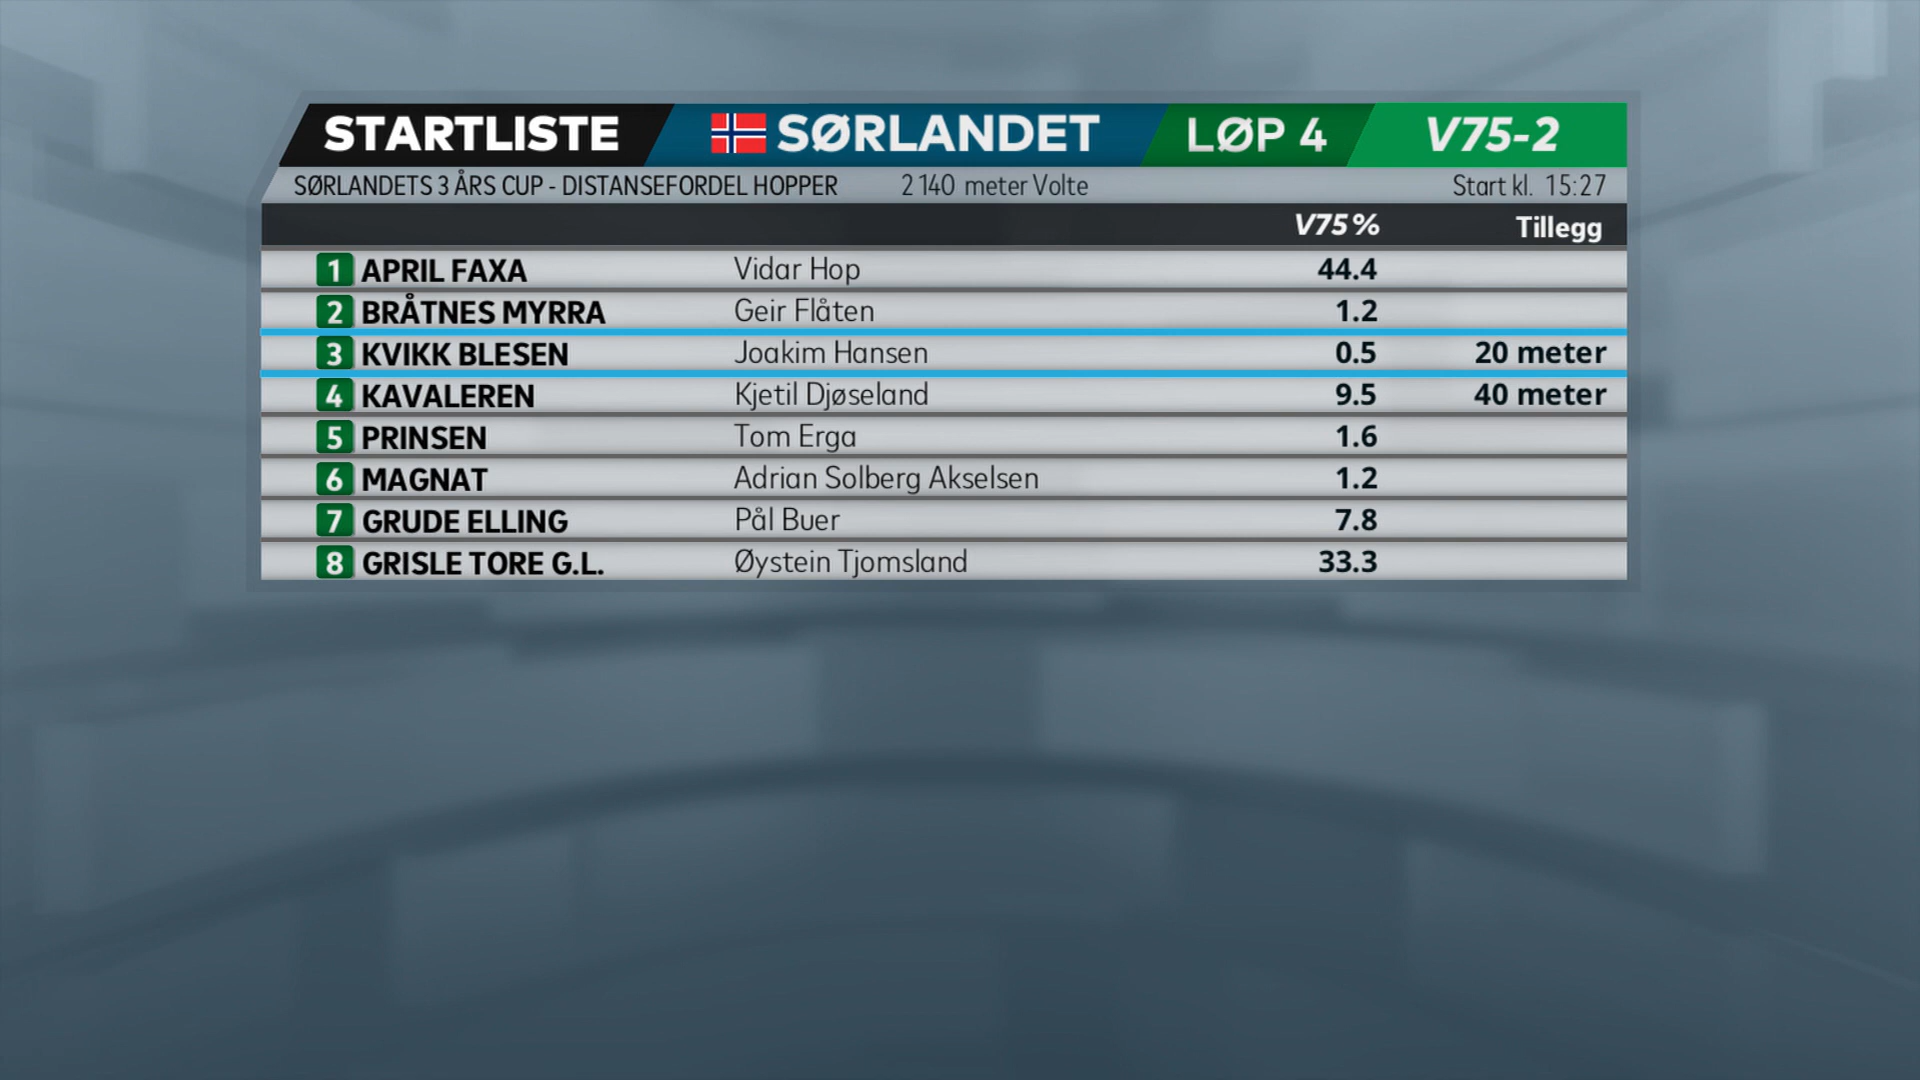 STARTLISTE SØRLANDET LØP 4 V75-2
SØRLANDETS 3 ÅRS CUP - DISTANSEFORDEL HOPPER 2140 meter Volte Start kl. 15:27
V75% Tillegg
1 APRIL FAXA Vidar Hop 44.4
2 BRÅTNES MYRRA Geir Flåten 1.2
3 KVIKK BLESEN Joakim Hansen 0.5 20 meter
4 KAVALEREN Kjetil Djøseland 9.5 40 meter
5 PRINSEN Tom Erga 1.6
6 MAGNAT Adrian Solberg Akselsen 1.2
7 GRUDE ELLING Pål Buer 7.8
8 GRISLE TORE G.L. Øystein Tjomsland 33.3